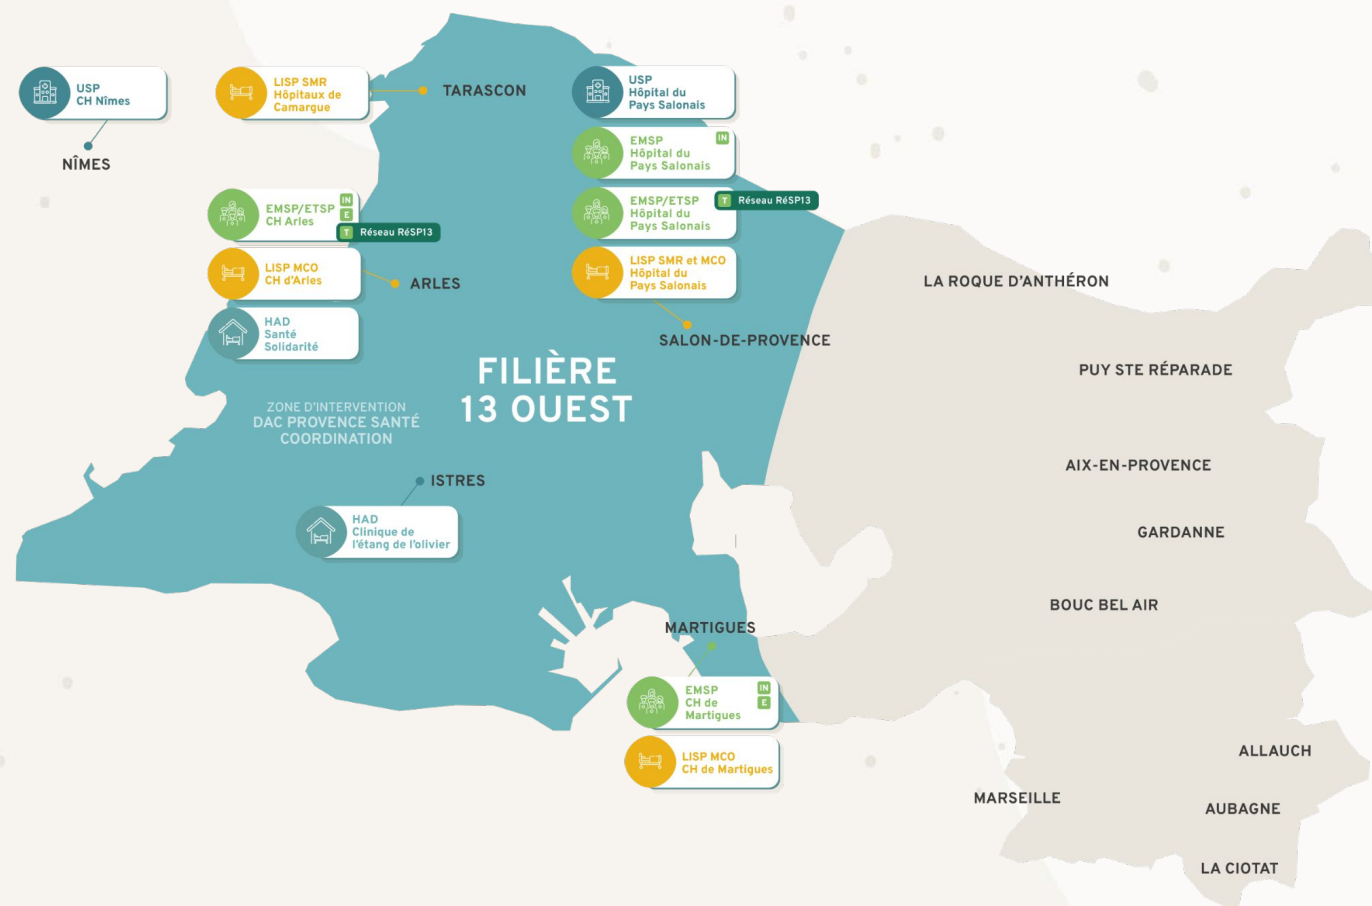 USP
CH Nîmes
NÎMES
LISP SMR
Hôpitaux de
Camargue
TARASCON
USP
Hôpital du
Pays Salonais
EMSP
Hôpital du
Pays Salonais
IN
EMSP/ETSP
Hôpital du
Pays Salonais
T Réseau RéSP13
LISP SMR et MCO
Hôpital du
Pays Salonais
SALON-DE-PROVENCE
EMSP/ETSP
CH Arles
IN
E
T Réseau RéSP13
LISP MCO
CH d'Arles
ARLES
HAD
Santé
Solidarité
FILIÈRE
13 OUEST
ZONE D'INTERVENTION
DAC PROVENCE SANTÉ
COORDINATION
ISTRES
HAD
Clinique de
l'étang de l'olivier
MARTIGUES
EMSP
CH de
Martigues
IN
E
LISP MCO
CH de Martigues
LA ROQUE D'ANTHÉRON
PUY STE RÉPARADE
AIX-EN-PROVENCE
GARDANNE
BOUC BEL AIR
ALLAUCH
MARSEILLE
AUBAGNE
LA CIOTAT